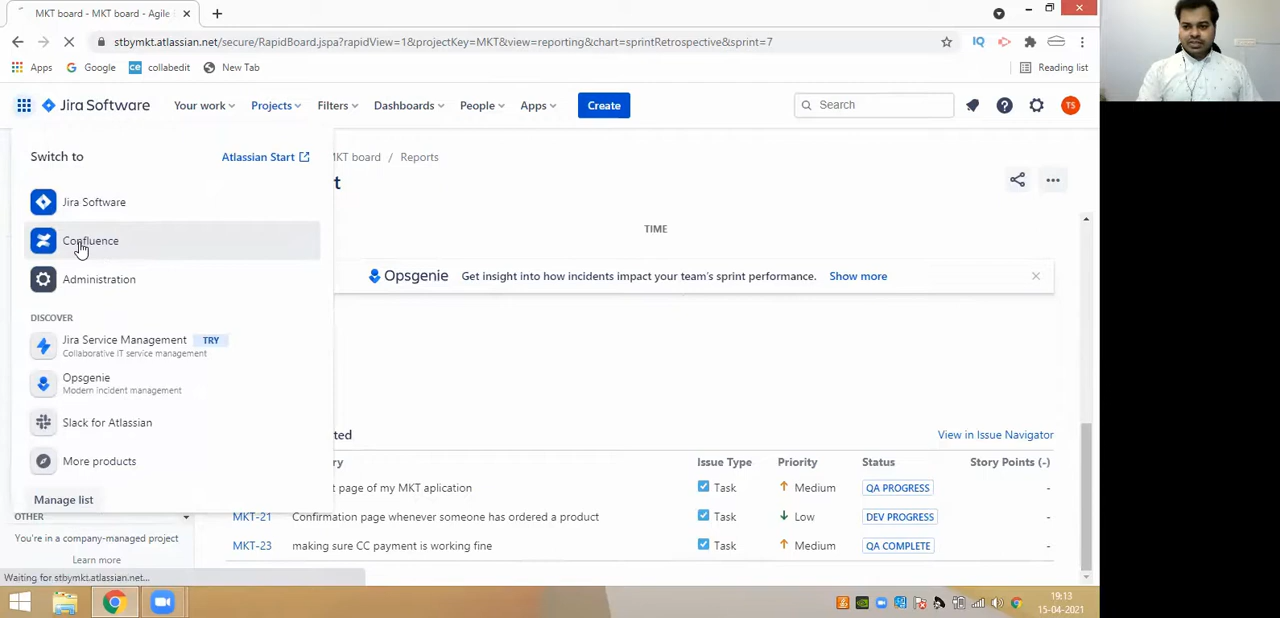 MKT board - MKT board - Agile
stbymkt.atlassian.net/secure/RapidBoard.jspa?rapidView=1&projectKey=MKT&view=reporting&chart=sprintRetrospective&sprint=7
IQ
Apps Google ce collabedit New Tab Reading list
Jira Software Your work Projects Filters Dashboards People Apps Create Search TS
Switch to Atlassian Start
MKT board / Reports
t
Jira Software
TIME
Confluence
Opsgenie Get insight into how incidents impact your team's sprint performance. Show more
Administration
DISCOVER
Jira Service Management TRY
Collaborative IT service management
Opsgenie
Modern incident management
Slack for Atlassian
ted View in Issue Navigator
More products
ry Issue Type Priority Status Story Points (-)
t page of my MKT aplication Task Medium QA PROGRESS -
Manage list
OTHER
MKT-21 Confirmation page whenever someone has ordered a product Task Low DEV PROGRESS -
You're in a company-managed project
MKT-23 making sure CC payment is working fine Task Medium QA COMPLETE -
Learn more
Waiting for stbymkt.atlassian.net...
19:13
15-04-2021